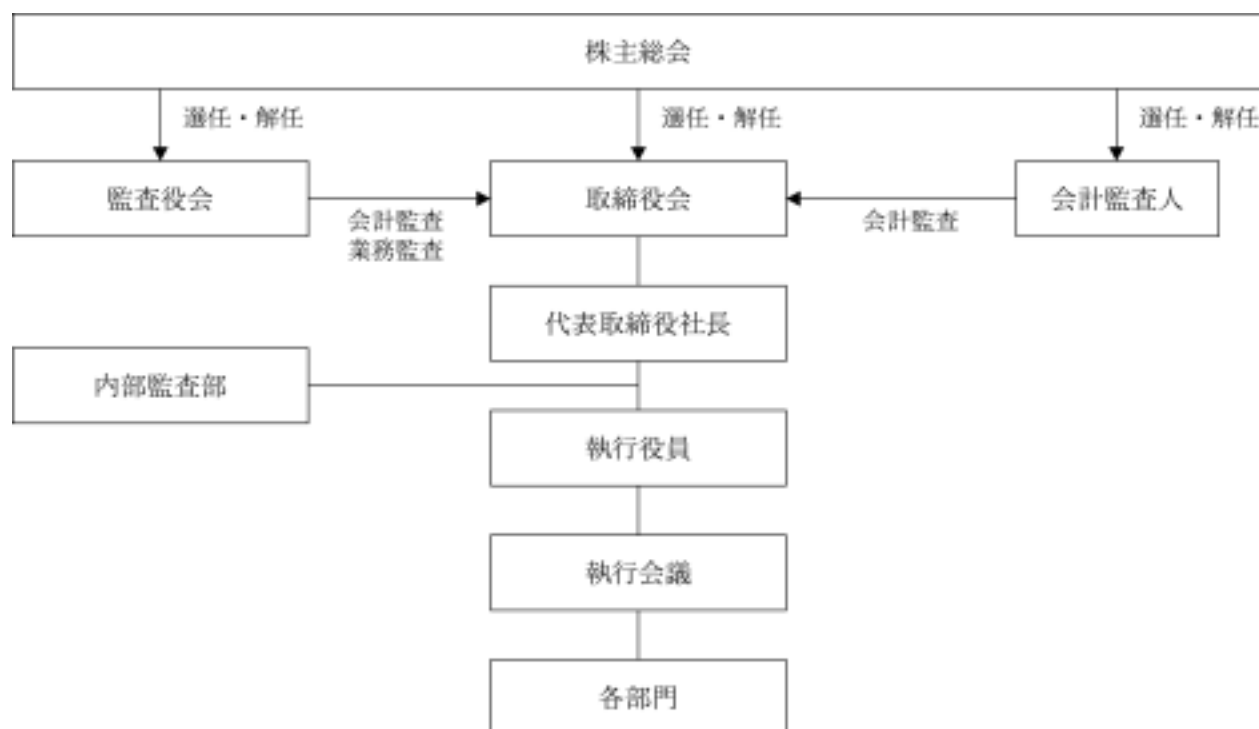 株主総会
選任・解任
選任・解任
選任・解任
監査役会
会計監査
業務監査
取締役会
会計監査
会計監査人
代表取締役社長
内部監査部
執行役員
執行会議
各部門